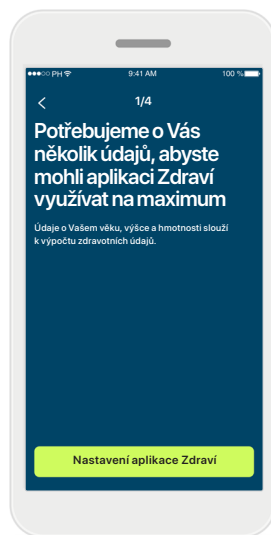 PH 9:41 AM 100 %
1/4
Potřebujeme o Vás
několik údajů, abyste
mohli aplikaci Zdraví
využívat na maximum
Údaje o Vašem věku, výšce a hmotnosti slouží
k výpočtu zdravotních údajů.
Nastavení aplikace Zdraví